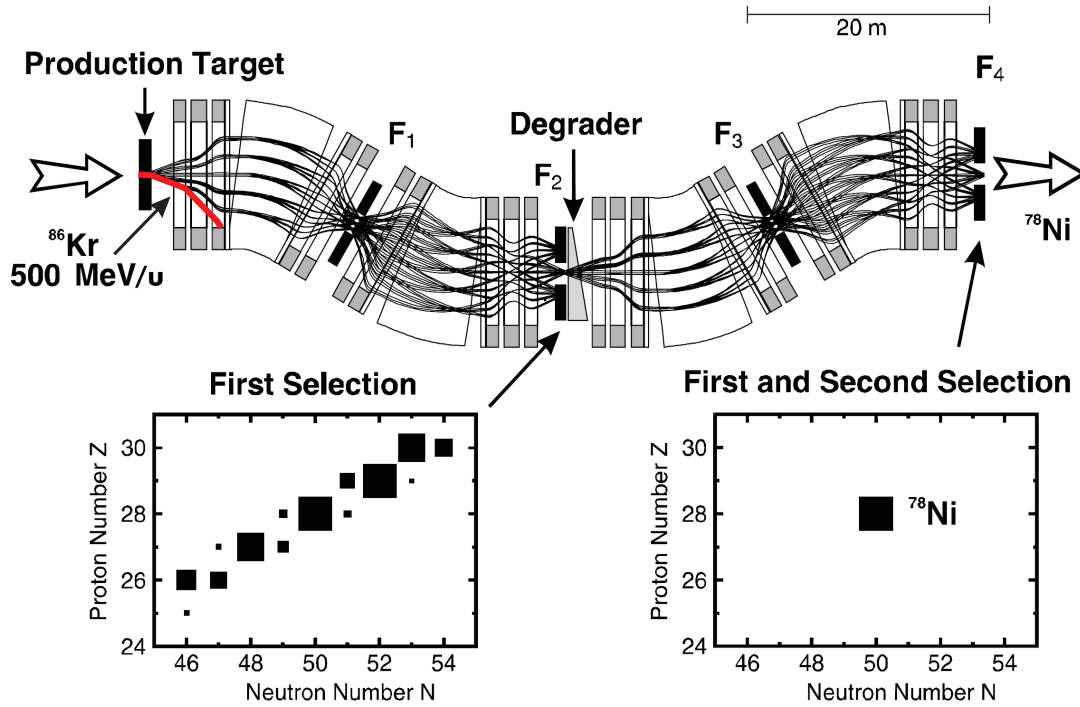 20 m
Production Target
F₄
F₁
Degrader
F₃
F₂
⁸⁶Kr
500 MeV/u
⁷⁸Ni
First Selection
First and Second Selection
Proton Number Z
30
28
26
24
46 48 50 52 54
Neutron Number N
Proton Number Z
30
28
26
24
⁷⁸Ni
46 48 50 52 54
Neutron Number N